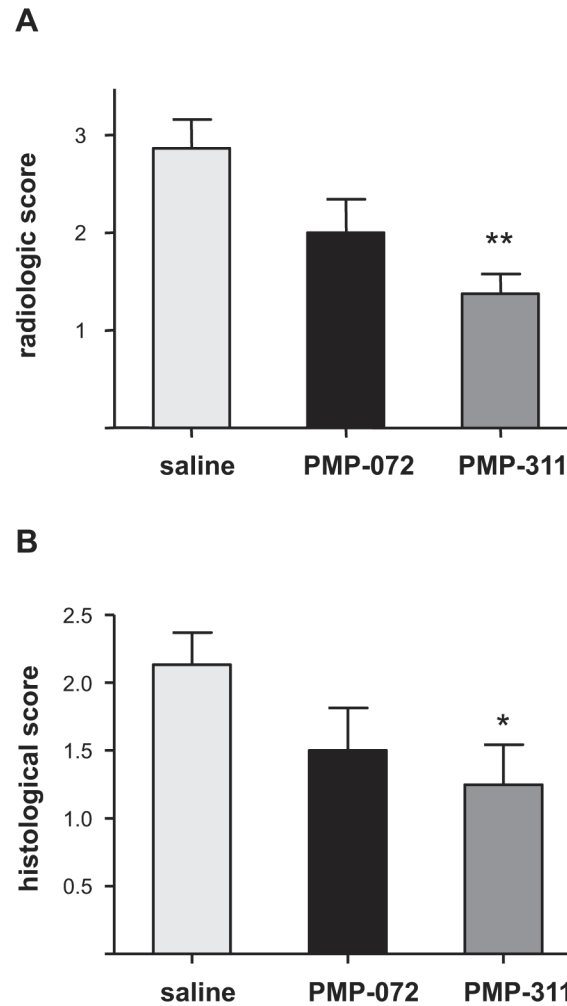 A
radiologic score
3
2
1
**
saline PMP-072 PMP-311
B
histological score
2.5
2.0
1.5
1.0
0.5
*
saline PMP-072 PMP-311